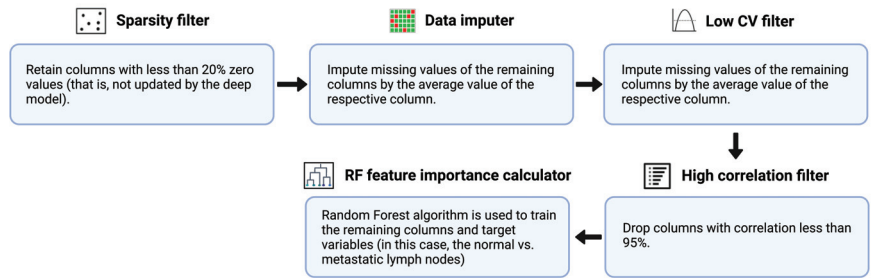 Sparsity filter
Retain columns with less than 20% zero
values (that is, not updated by the deep
model).
Data imputer
Impute missing values of the remaining
columns by the average value of the
respective column.
Low CV filter
Impute missing values of the remaining
columns by the average value of the
respective column.
High correlation filter
Drop columns with correlation less than
95%.
RF feature importance calculator
Random Forest algorithm is used to train
the remaining columns and target
variables (in this case, the normal vs.
metastatic lymph nodes)